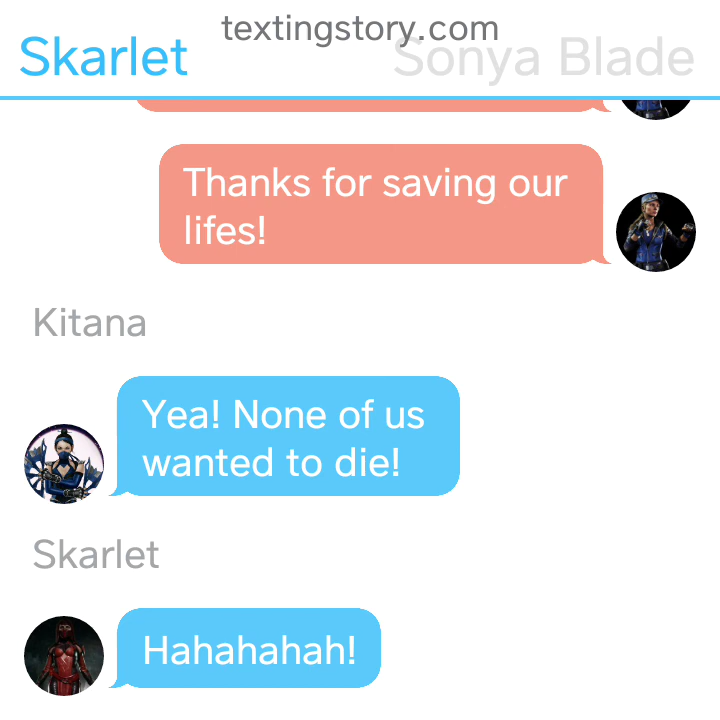 textingstory.com
Skarlet
Sonya Blade
Thanks for saving our
lifes!
Kitana
Yea! None of us
wanted to die!
Skarlet
Hahahahah!